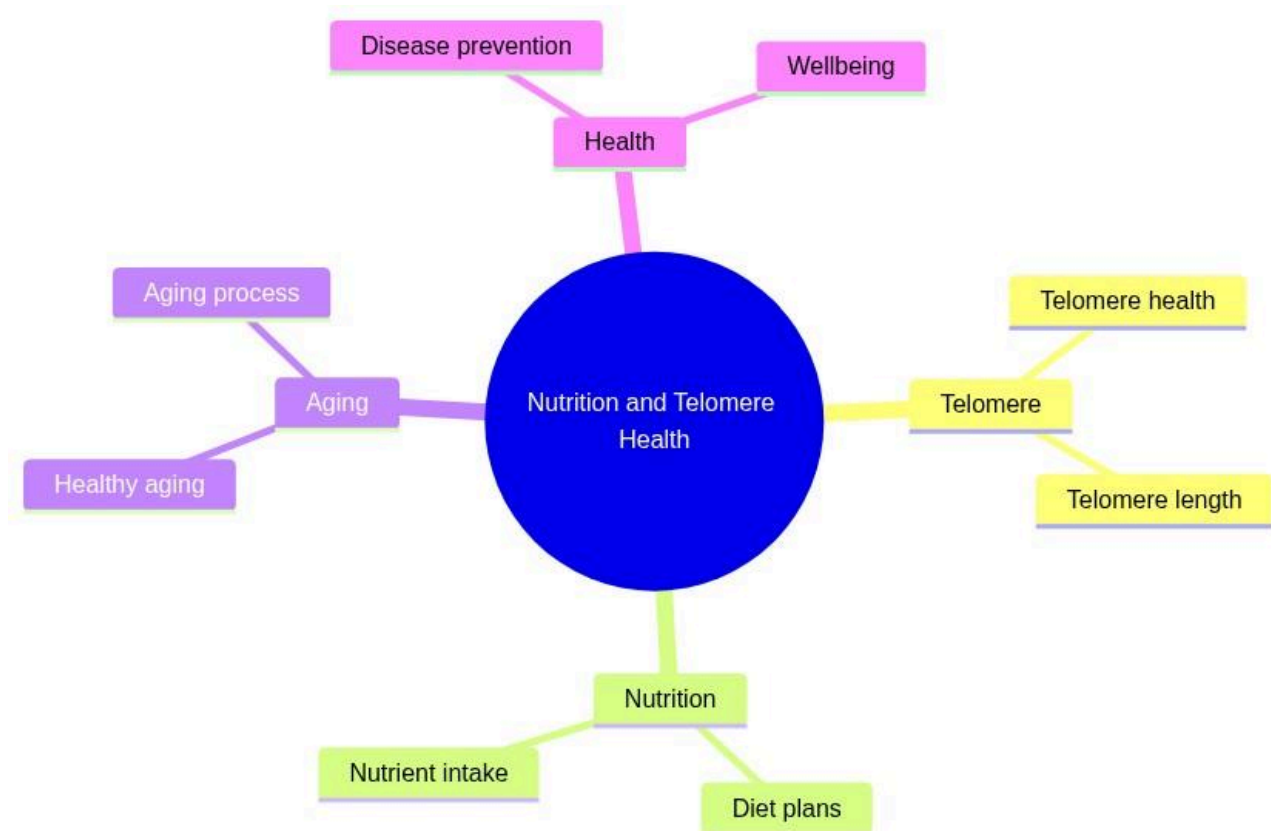 Disease prevention
Wellbeing
Health
Aging process
Telomere health
Aging
Nutrition and Telomere
Health
Telomere
Healthy aging
Telomere length
Nutrition
Nutrient intake
Diet plans